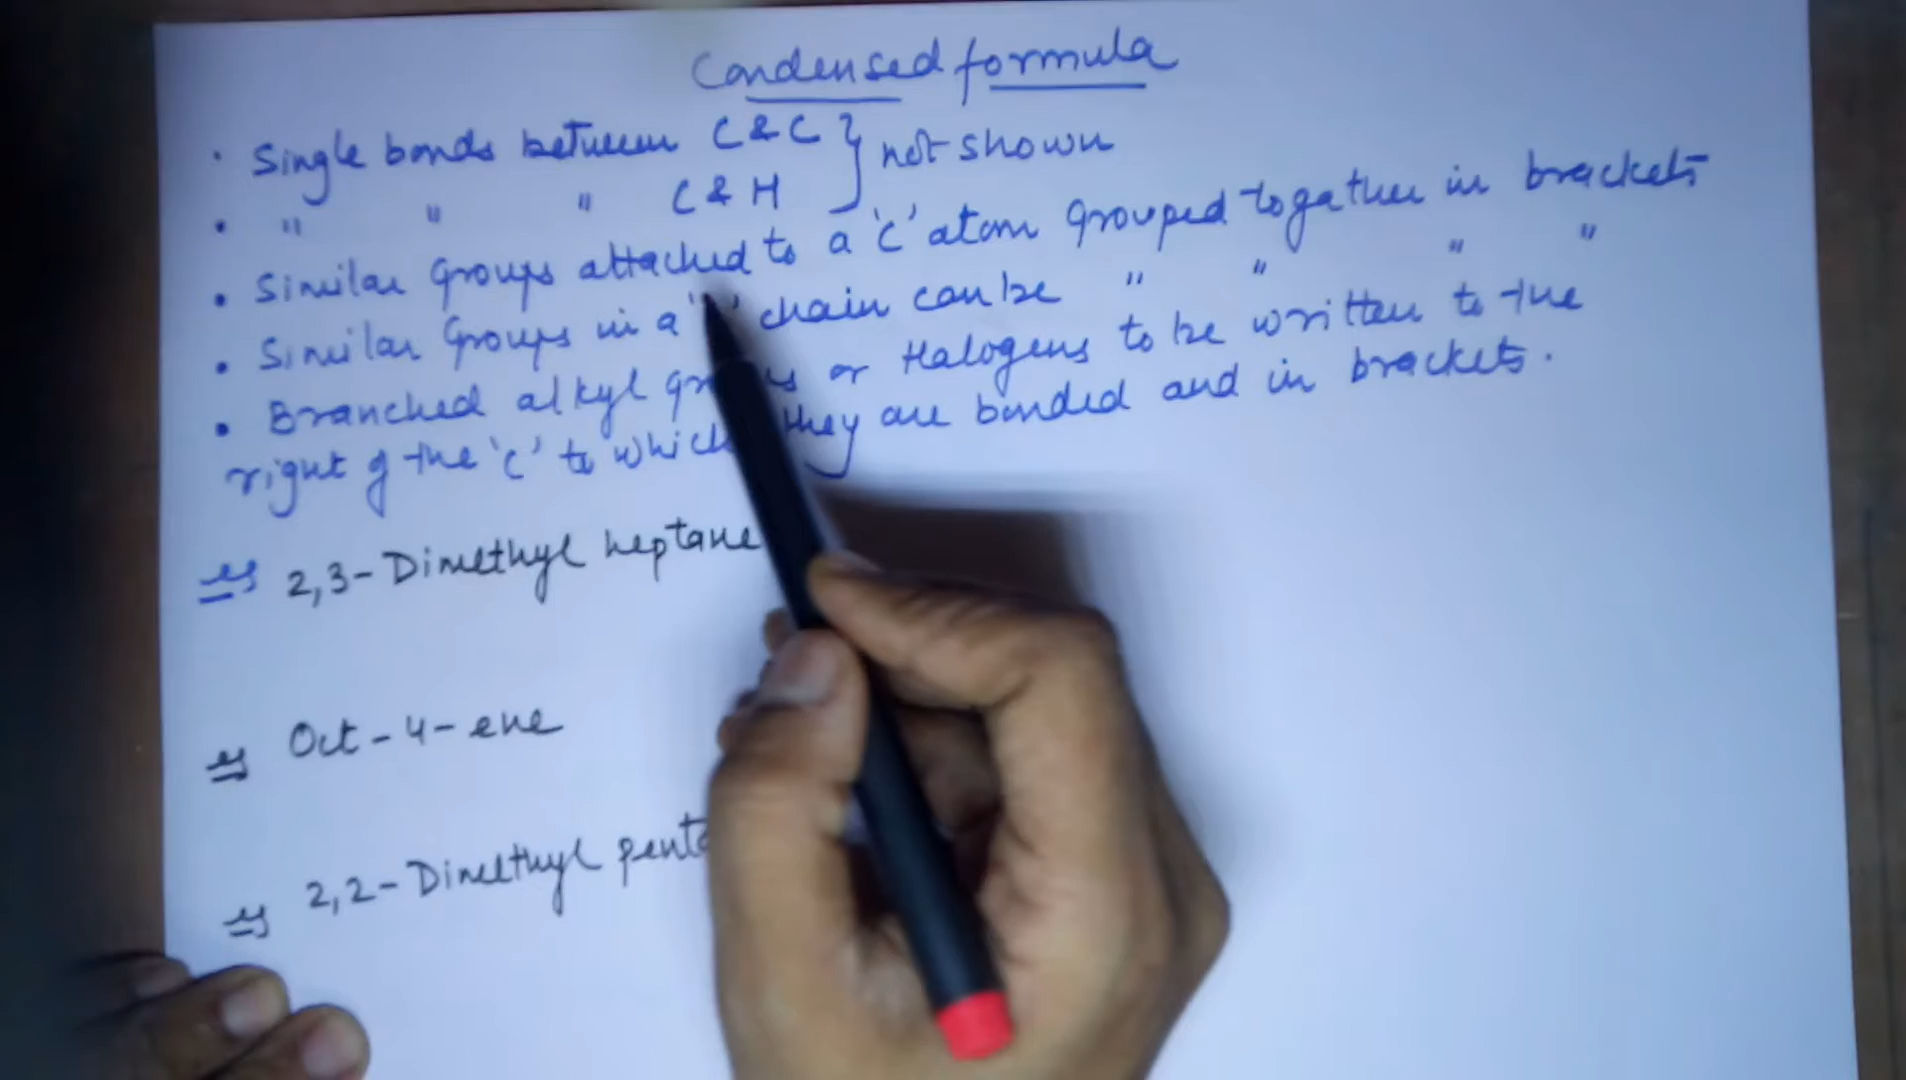 Condensed formula
• Single bonds between C & C } not shown
• " " " C & H
• Similar Groups attached to a 'C' atom Grouped togather in brackets
• Similar Groups in a chain can be " " " "
• Branched alkyl or Halogens to be written to the
right of the 'C' to which they are bonded and in brackets.
eg 2,3-Dimethyl heptane
eg Oct-4-ene
eg 2,2-Dimethyl